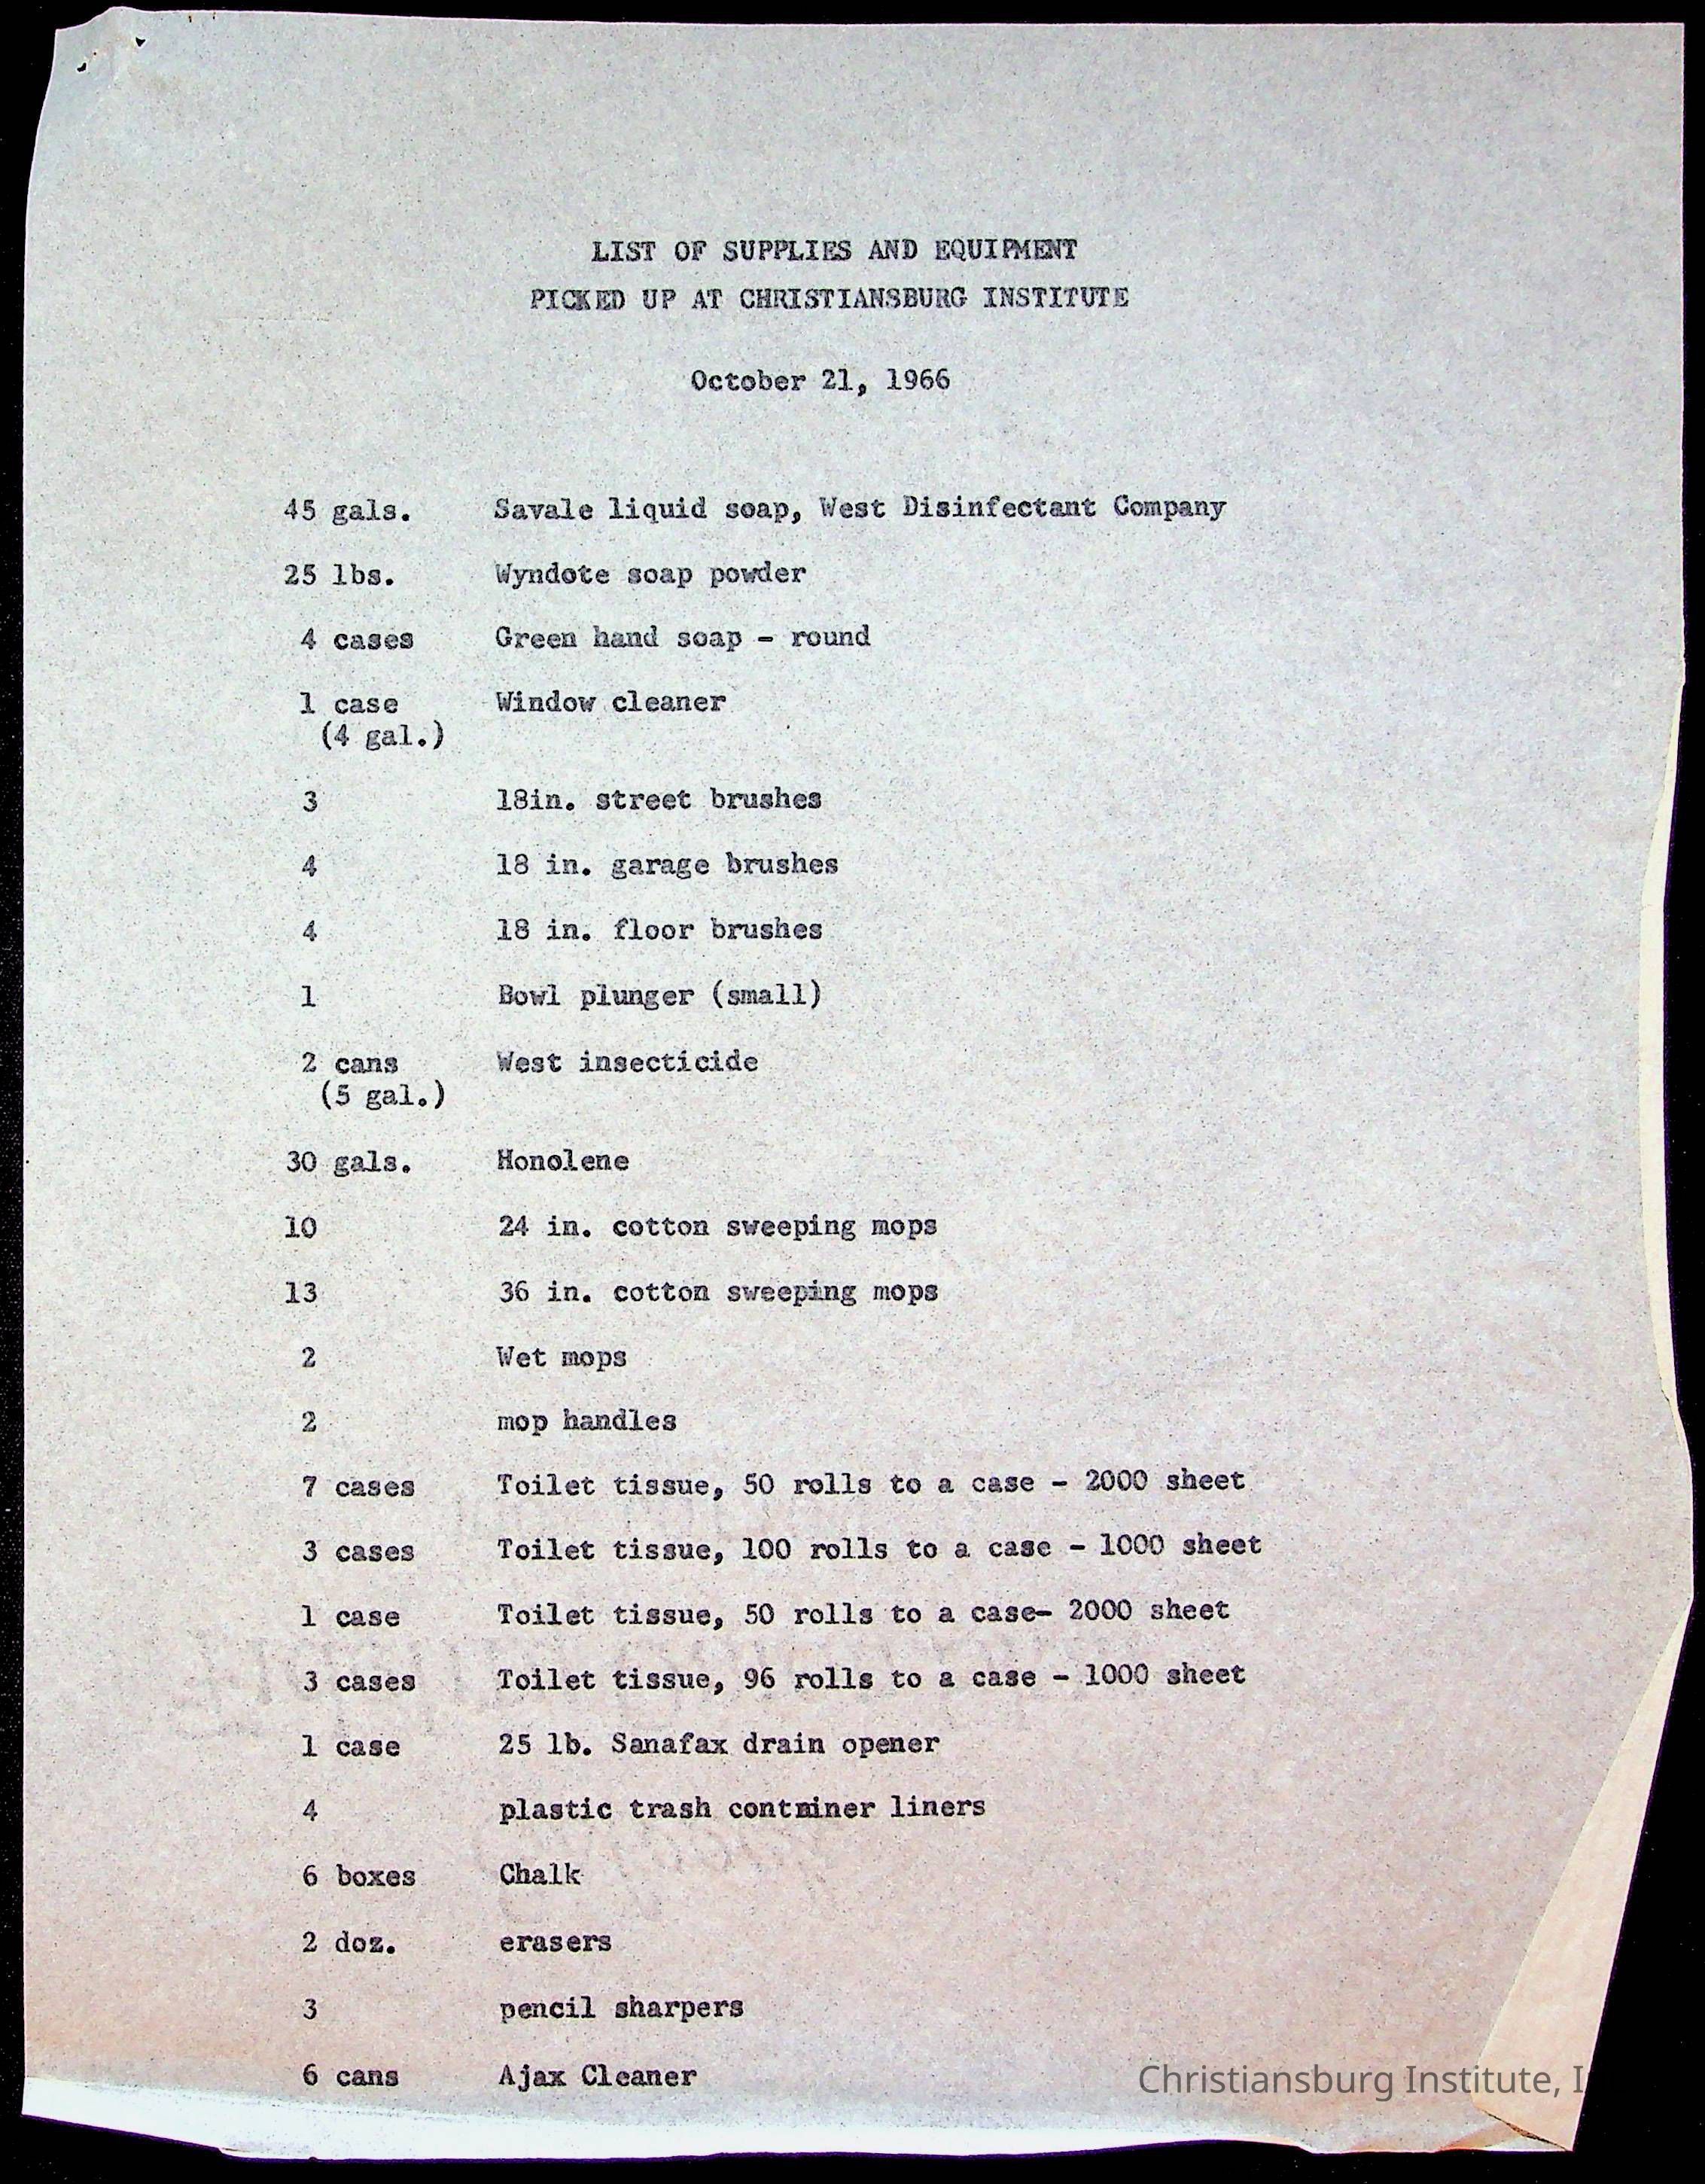 LIST OF SUPPLIES AND EQUIPMENT
PICKED UP AT CHRISTIANSBURG INSTITUTE
October 21, 1966
45 gals. Savale liquid soap, West Disinfectant Company
25 lbs. Wyndote soap powder
4 cases Green hand soap - round
1 case Window cleaner
(4 gal.)
3 18in. street brushes
4 18 in. garage brushes
4 18 in. floor brushes
1 Bowl plunger (small)
2 cans West insecticide
(5 gal.)
30 gals. Honolene
10 24 in. cotton sweeping mops
13 36 in. cotton sweeping mops
2 Wet mops
2 mop handles
7 cases Toilet tissue, 50 rolls to a case - 2000 sheet
3 cases Toilet tissue, 100 rolls to a case - 1000 sheet
1 case Toilet tissue, 50 rolls to a case- 2000 sheet
3 cases Toilet tissue, 96 rolls to a case - 1000 sheet
1 case 25 lb. Sanafax drain opener
4 plastic trash container liners
6 boxes Chalk
2 doz. erasers
3 pencil sharpers
6 cans Ajax Cleaner
Christiansburg Institute,